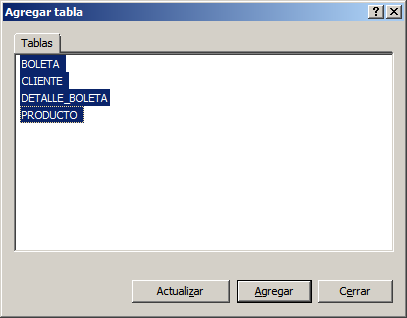 Agregar tabla
Tablas
BOLETA
CLIENTE
DETALLE_BOLETA
PRODUCTO
Actualizar Agregar Cerrar